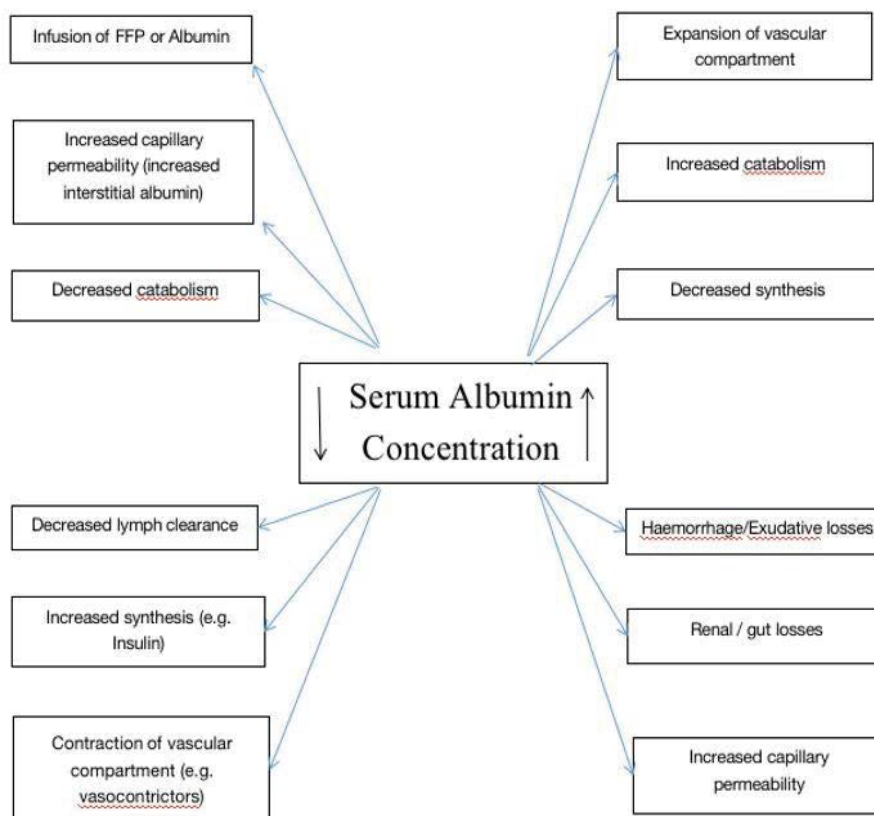 Infusion of FFP or Albumin
Increased capillary
permeability (increased
interstitial albumin)
Decreased catabolism
Expansion of vascular
compartment
Increased catabolism
Decreased synthesis
Serum Albumin
Concentration
Decreased lymph clearance
Increased synthesis (e.g.
Insulin)
Contraction of vascular
compartment (e.g.
vasocontrictors)
Haemorrhage/Exudative losses
Renal / gut losses
Increased capillary
permeability